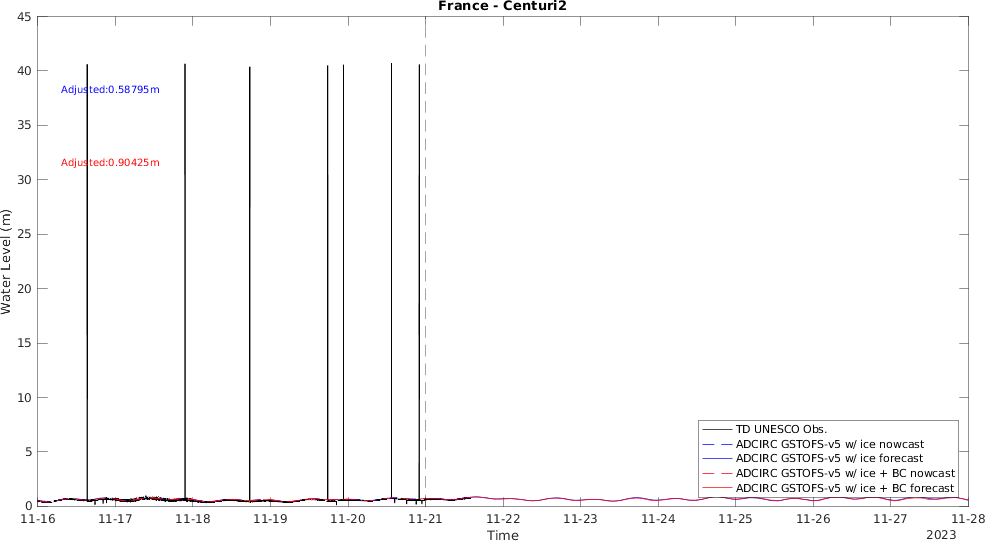 France - Centuri2
45
40
35
30
25
20
15
10
5
0
Water Level (m)
Adjusted:0.58795m
Adjusted:0.90425m
TD UNESCO Obs.
ADCIRC GSTOFS-v5 w/ ice nowcast
ADCIRC GSTOFS-v5 w/ ice forecast
ADCIRC GSTOFS-v5 w/ ice + BC nowcast
ADCIRC GSTOFS-v5 w/ ice + BC forecast
11-16 11-17 11-18 11-19 11-20 11-21 11-22 11-23 11-24 11-25 11-26 11-27 11-28
Time
2023